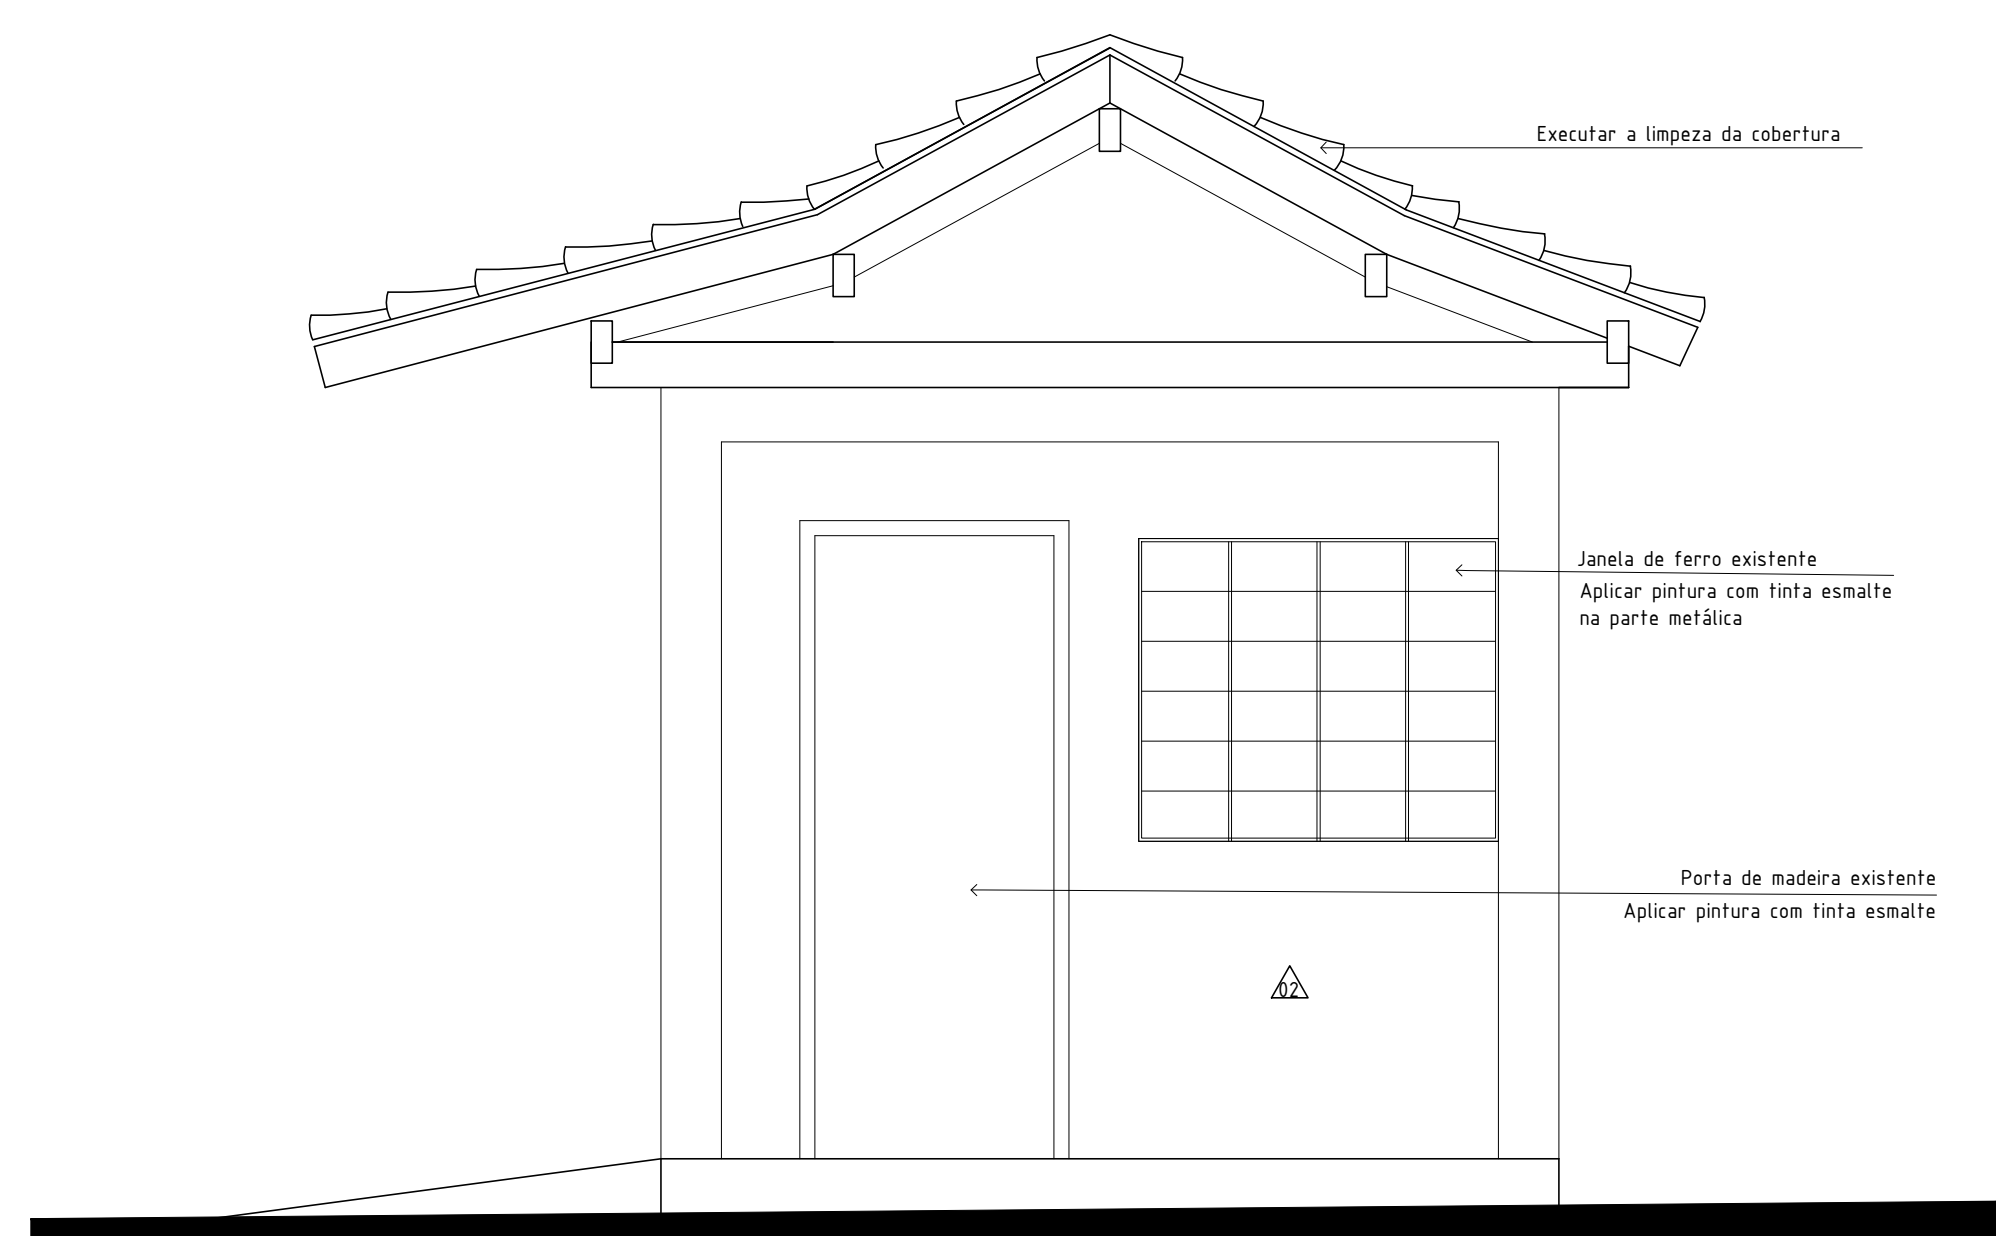 Executar a limpeza da cobertura
Janela de ferro existente
Aplicar pintura com tinta esmalte
na parte metálica
Porta de madeira existente
Aplicar pintura com tinta esmalte
02